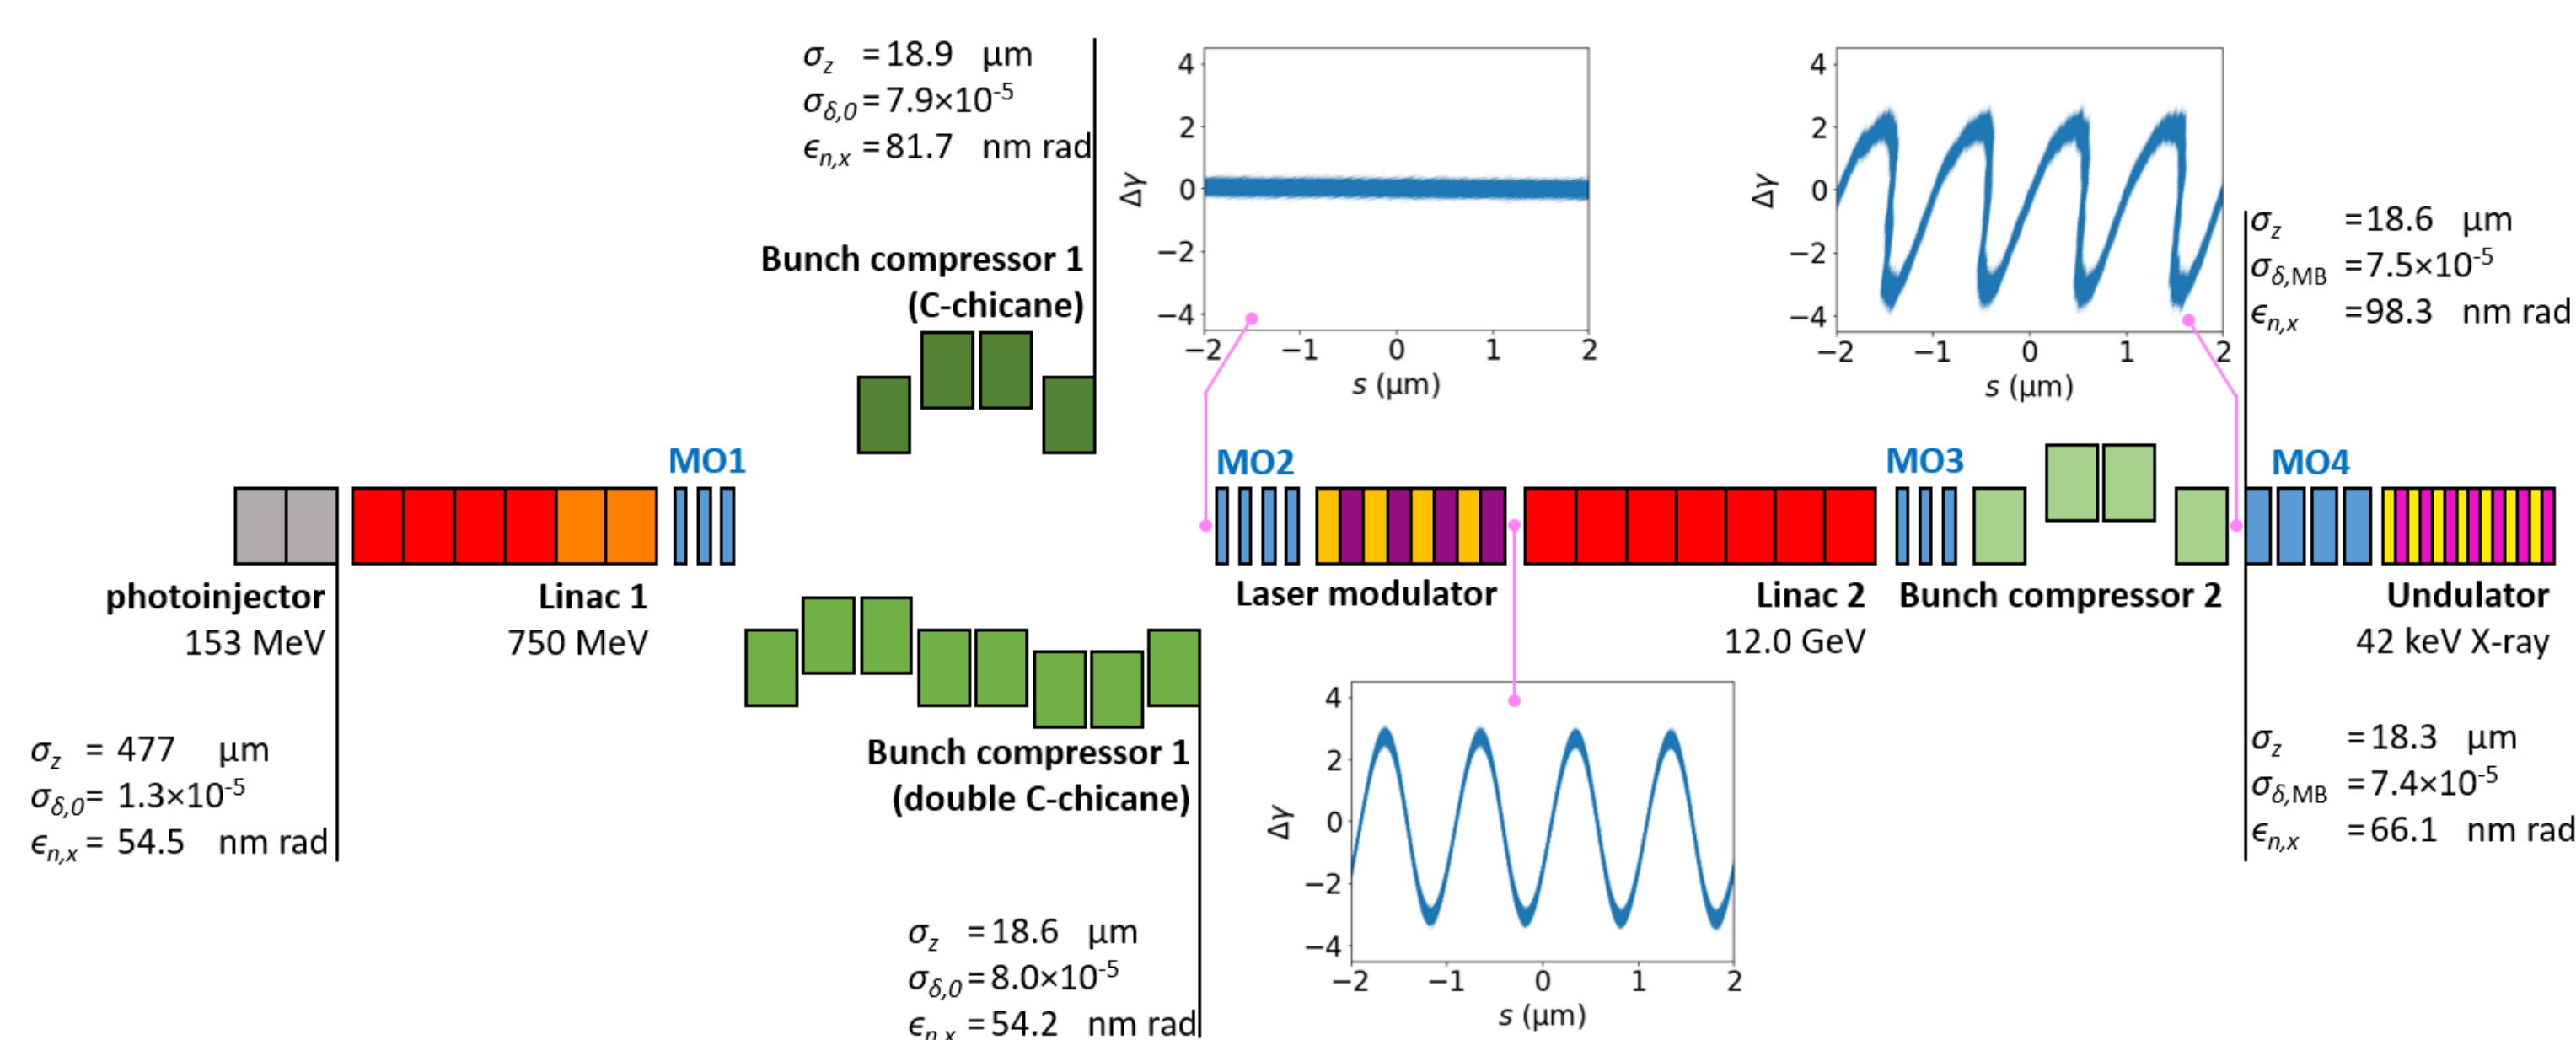 σz = 18.9 μm
σδ,0 = 7.9×10-5
ϵn,x = 81.7 nm rad
Bunch compressor 1
(C-chicane)
4
2
0
−2
−4
Δγ
−2 −1 0 1 2
s (μm)
4
2
0
−2
−4
Δγ
−2 −1 0 1 2
s (μm)
σz = 18.6 μm
σδ,MB = 7.5×10-5
ϵn,x = 98.3 nm rad
MO1
MO2
MO3
MO4
photoinjector
153 MeV
Linac 1
750 MeV
Laser modulator
Linac 2
12.0 GeV
Bunch compressor 2
Undulator
42 keV X-ray
σz = 477 μm
σδ,0 = 1.3×10-5
ϵn,x = 54.5 nm rad
Bunch compressor 1
(double C-chicane)
σz = 18.6 μm
σδ,0 = 8.0×10-5
ϵn,x = 54.2 nm rad
4
2
0
−2
−4
Δγ
−2 −1 0 1 2
s (μm)
σz = 18.3 μm
σδ,MB = 7.4×10-5
ϵn,x = 66.1 nm rad